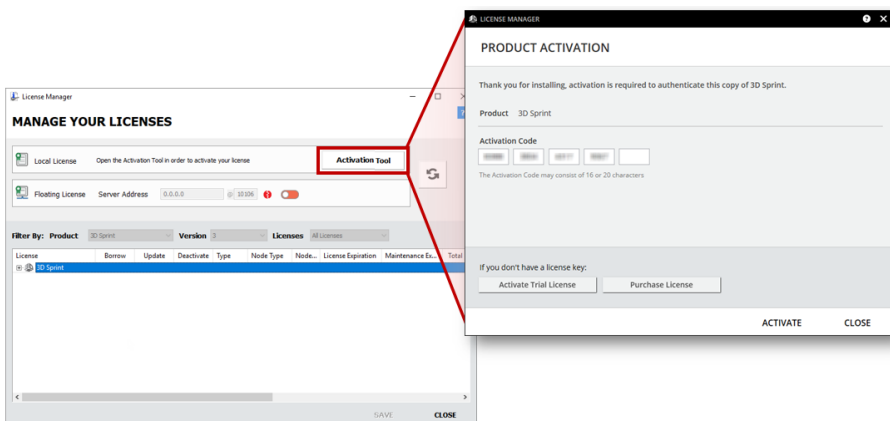 License Manager
MANAGE YOUR LICENSES
Local License Open the Activation Tool in order to activate your license Activation Tool
Floating License Server Address 0.0.0.0 @ 10106
Filter By: Product 3D Sprint Version 3 Licenses All Licenses
License Borrow Update Deactivate Type Node Type Node... License Expiration Maintenance Ex... Total
3D Sprint
SAVE CLOSE
LICENSE MANAGER
PRODUCT ACTIVATION
Thank you for installing, activation is required to authenticate this copy of 3D Sprint.
Product 3D Sprint
Activation Code
The Activation Code may consist of 16 or 20 characters
If you don't have a license key:
Activate Trial License Purchase License
ACTIVATE CLOSE